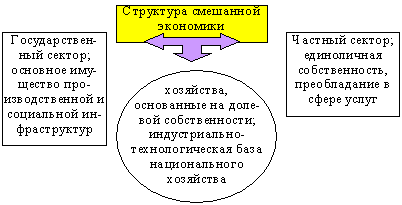 Структура смешанной
экономики
Государствен-
ный сектор;
основное иму-
щество про-
изводственной и
социальной ин-
фраструктур
хозяйства,
основанные на доле-
вой собственности;
индустриально-
технологическая база
национального
хозяйства
Частный сектор;
единоличная
собственность,
преобладание в
сфере услуг